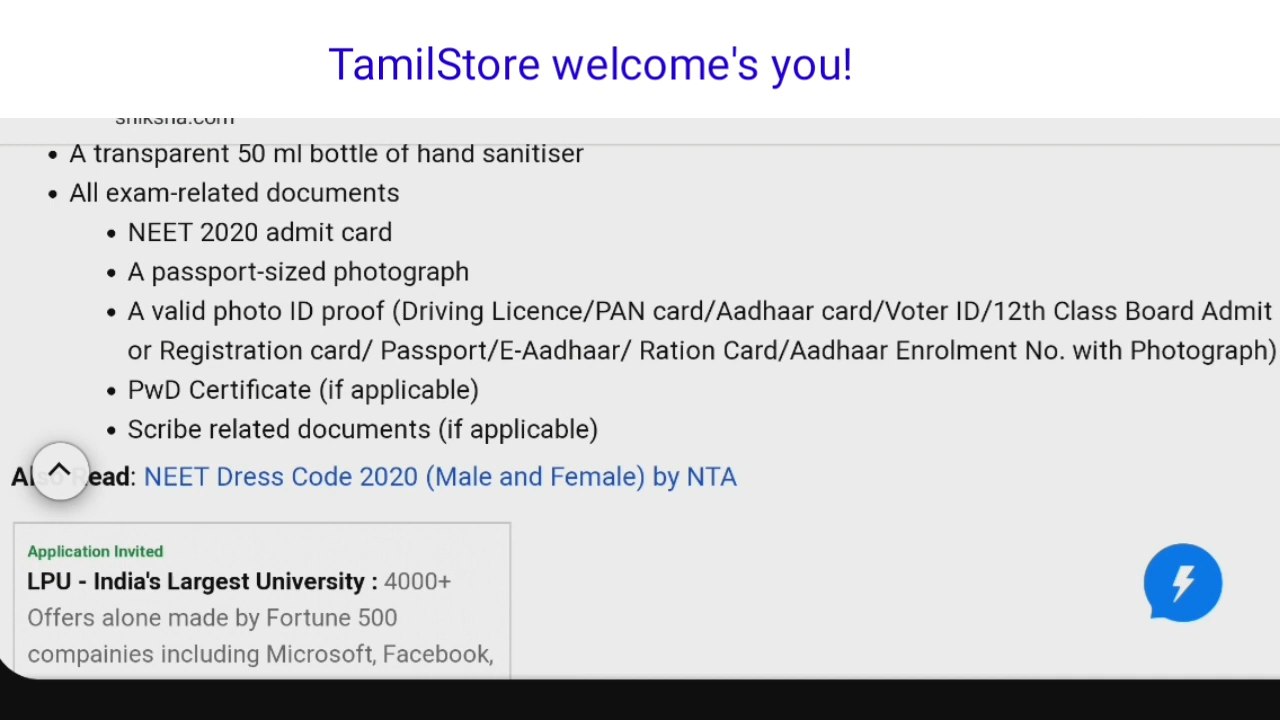 TamilStore welcome's you!
shiksha.com
A transparent 50 ml bottle of hand sanitiser
All exam-related documents
NEET 2020 admit card
A passport-sized photograph
A valid photo ID proof (Driving Licence/PAN card/Aadhaar card/Voter ID/12th Class Board Admit
or Registration card/ Passport/E-Aadhaar/ Ration Card/Aadhaar Enrolment No. with Photograph)
PwD Certificate (if applicable)
Scribe related documents (if applicable)
Also Read: NEET Dress Code 2020 (Male and Female) by NTA
Application Invited
LPU - India's Largest University : 4000+
Offers alone made by Fortune 500
compainies including Microsoft, Facebook,